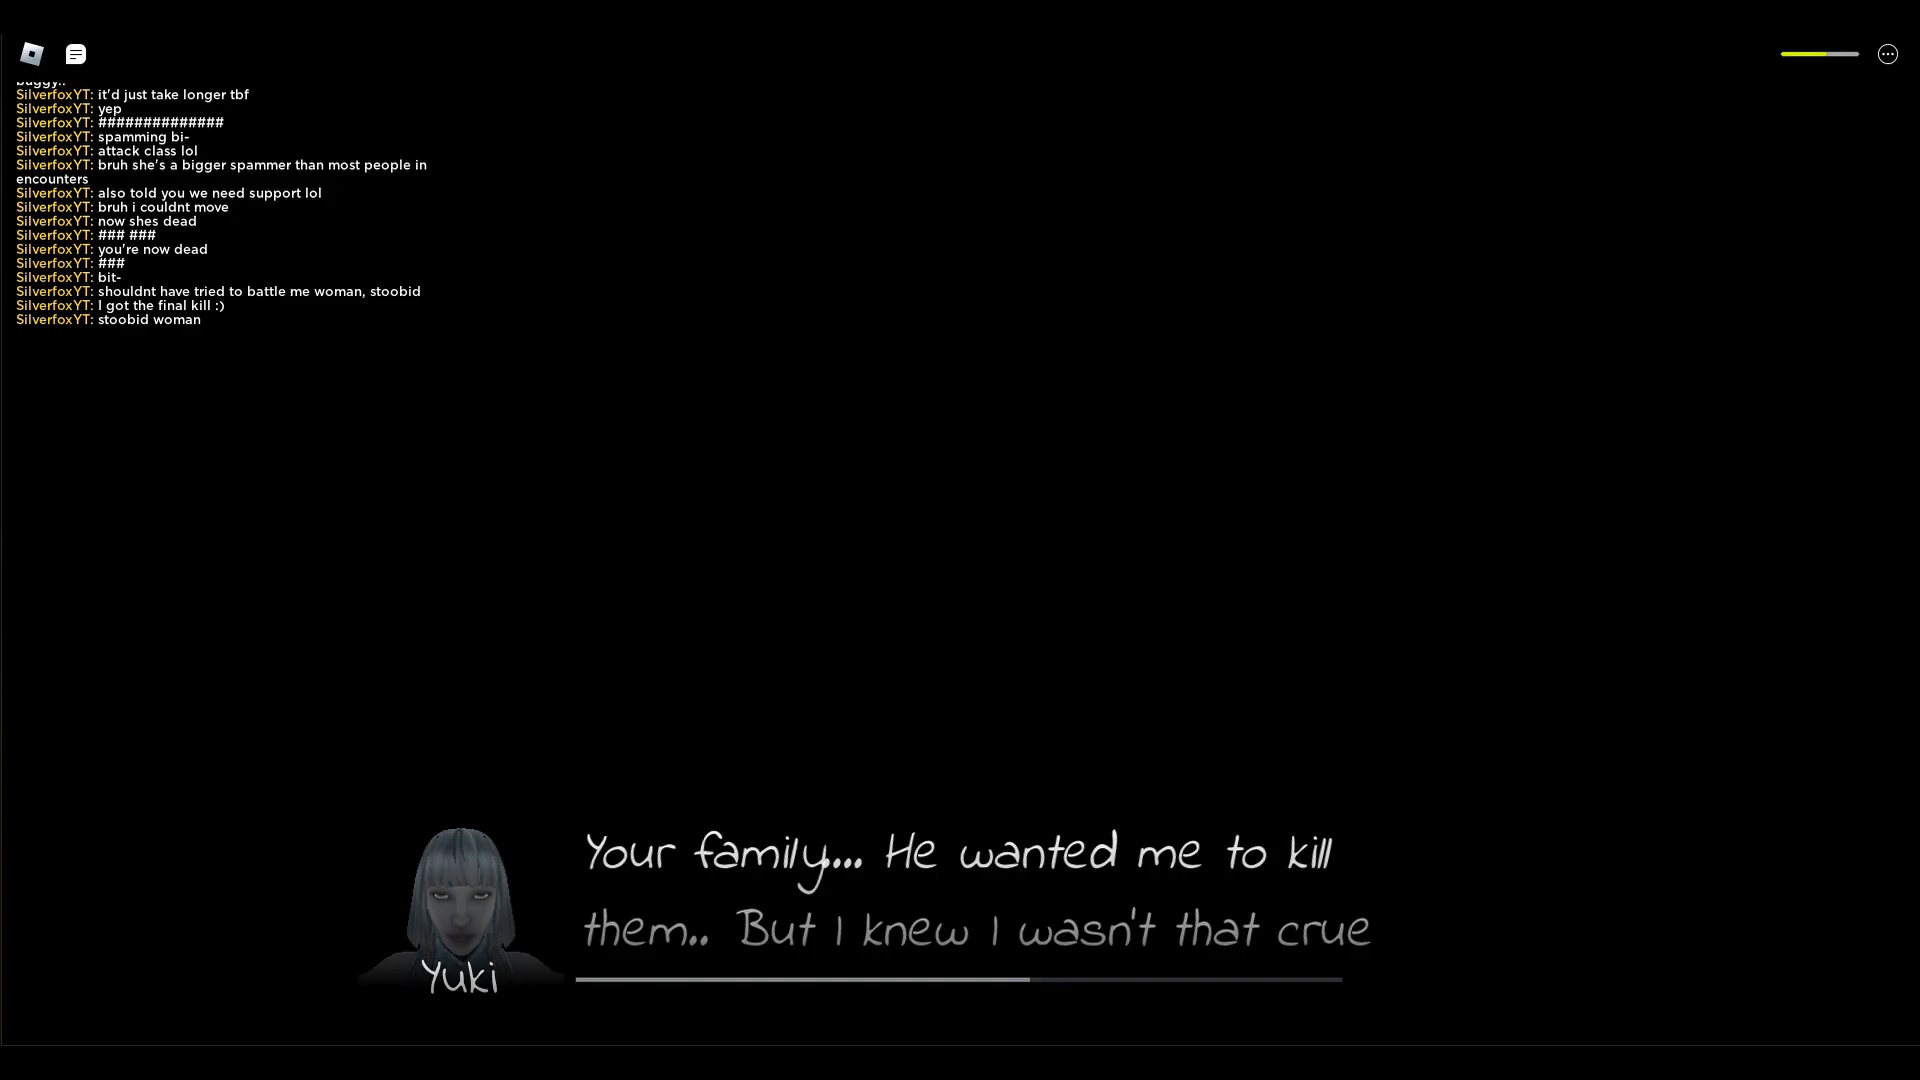 buggy..
SilverfoxYT: it'd just take longer tbf
SilverfoxYT: yep
SilverfoxYT: ##############
SilverfoxYT: spamming bi-
SilverfoxYT: attack class lol
SilverfoxYT: bruh she's a bigger spammer than most people in
encounters
SilverfoxYT: also told you we need support lol
SilverfoxYT: bruh i couldnt move
SilverfoxYT: now shes dead
SilverfoxYT: ### ###
SilverfoxYT: you're now dead
SilverfoxYT: ###
SilverfoxYT: bit-
SilverfoxYT: shouldnt have tried to battle me woman, stoobid
SilverfoxYT: I got the final kill :)
SilverfoxYT: stoobid woman
Your family... He wanted me to kill
them.. But I knew I wasn't that crue
Yuki